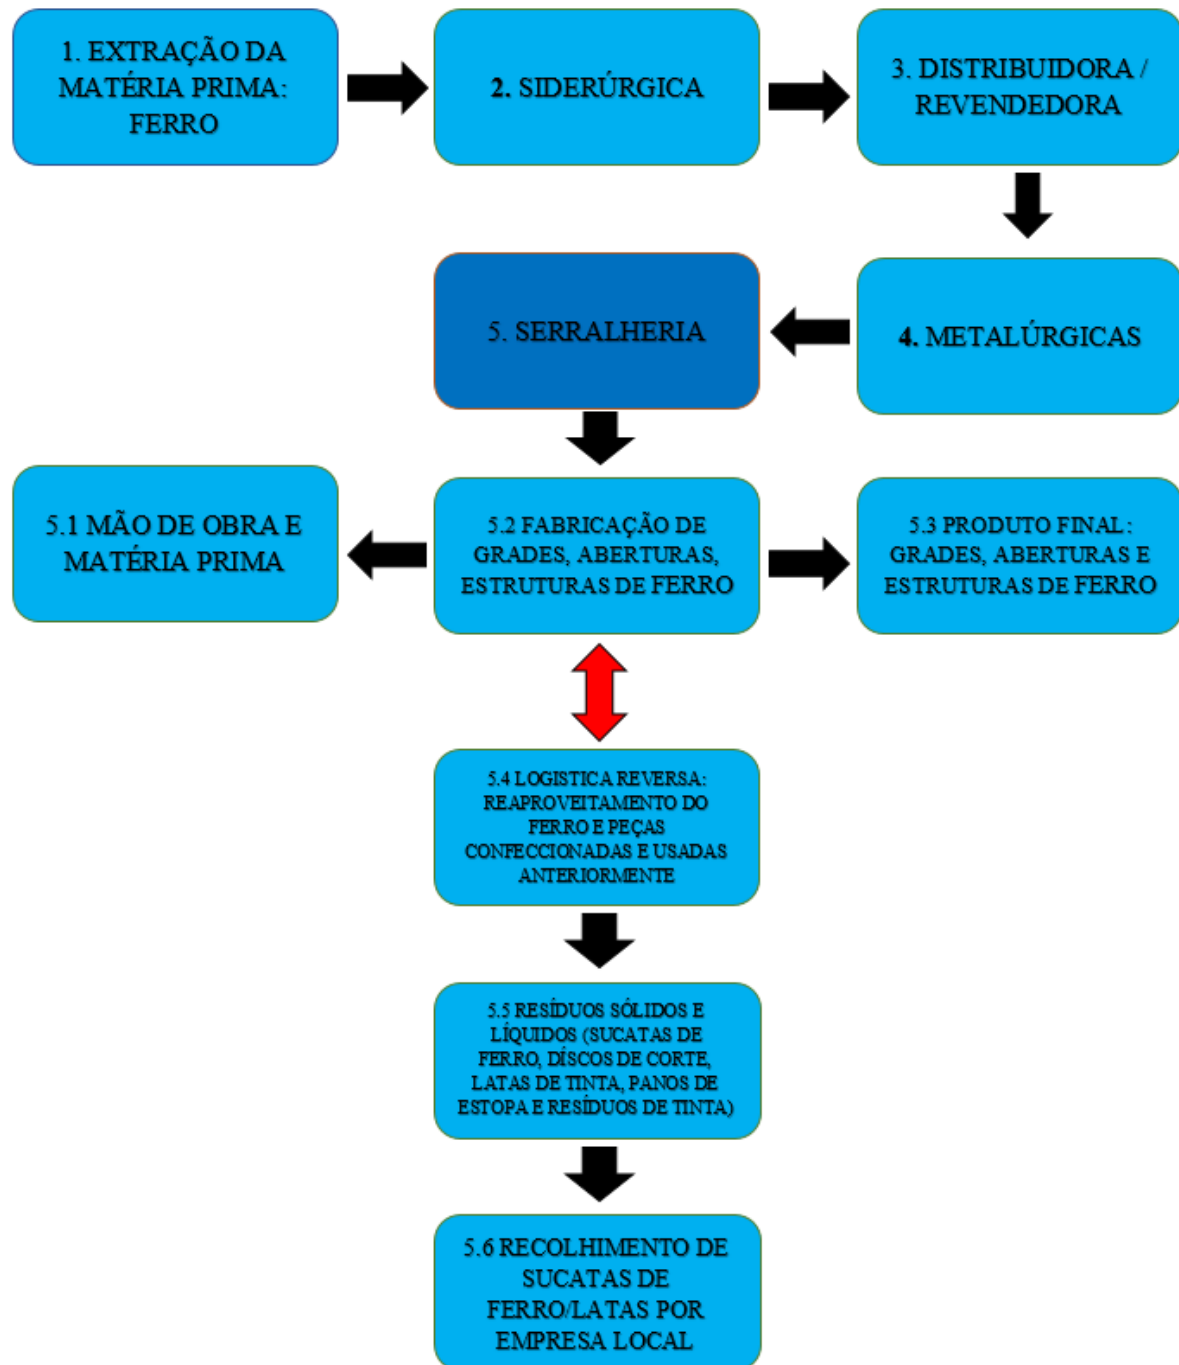 1. EXTRAÇÃO DA
MATÉRIA PRIMA:
FERRO
2. SIDERÚRGICA
3. DISTRIBUIDORA /
REVENDEDORA
5. SERRALHERIA
4. METALÚRGICAS
5.1 MÃO DE OBRA E
MATÉRIA PRIMA
5.2 FABRICAÇÃO DE
GRADES, ABERTURAS,
ESTRUTURAS DE FERRO
5.3 PRODUTO FINAL:
GRADES, ABERTURAS E
ESTRUTURAS DE FERRO
5.4 LOGISTICA REVERSA:
REAPROVEITAMENTO DO
FERRO E PEÇAS
CONFECCIONADAS E USADAS
ANTERIORMENTE
5.5 RESÍDUOS SÓLIDOS E
LÍQUIDOS (SUCATAS DE
FERRO, DÍSCOS DE CORTE,
LATAS DE TINTA, PANOS DE
ESTOPA E RESÍDUOS DE TINTA)
5.6 RECOLHIMENTO DE
SUCATAS DE
FERRO/LATAS POR
EMPRESA LOCAL